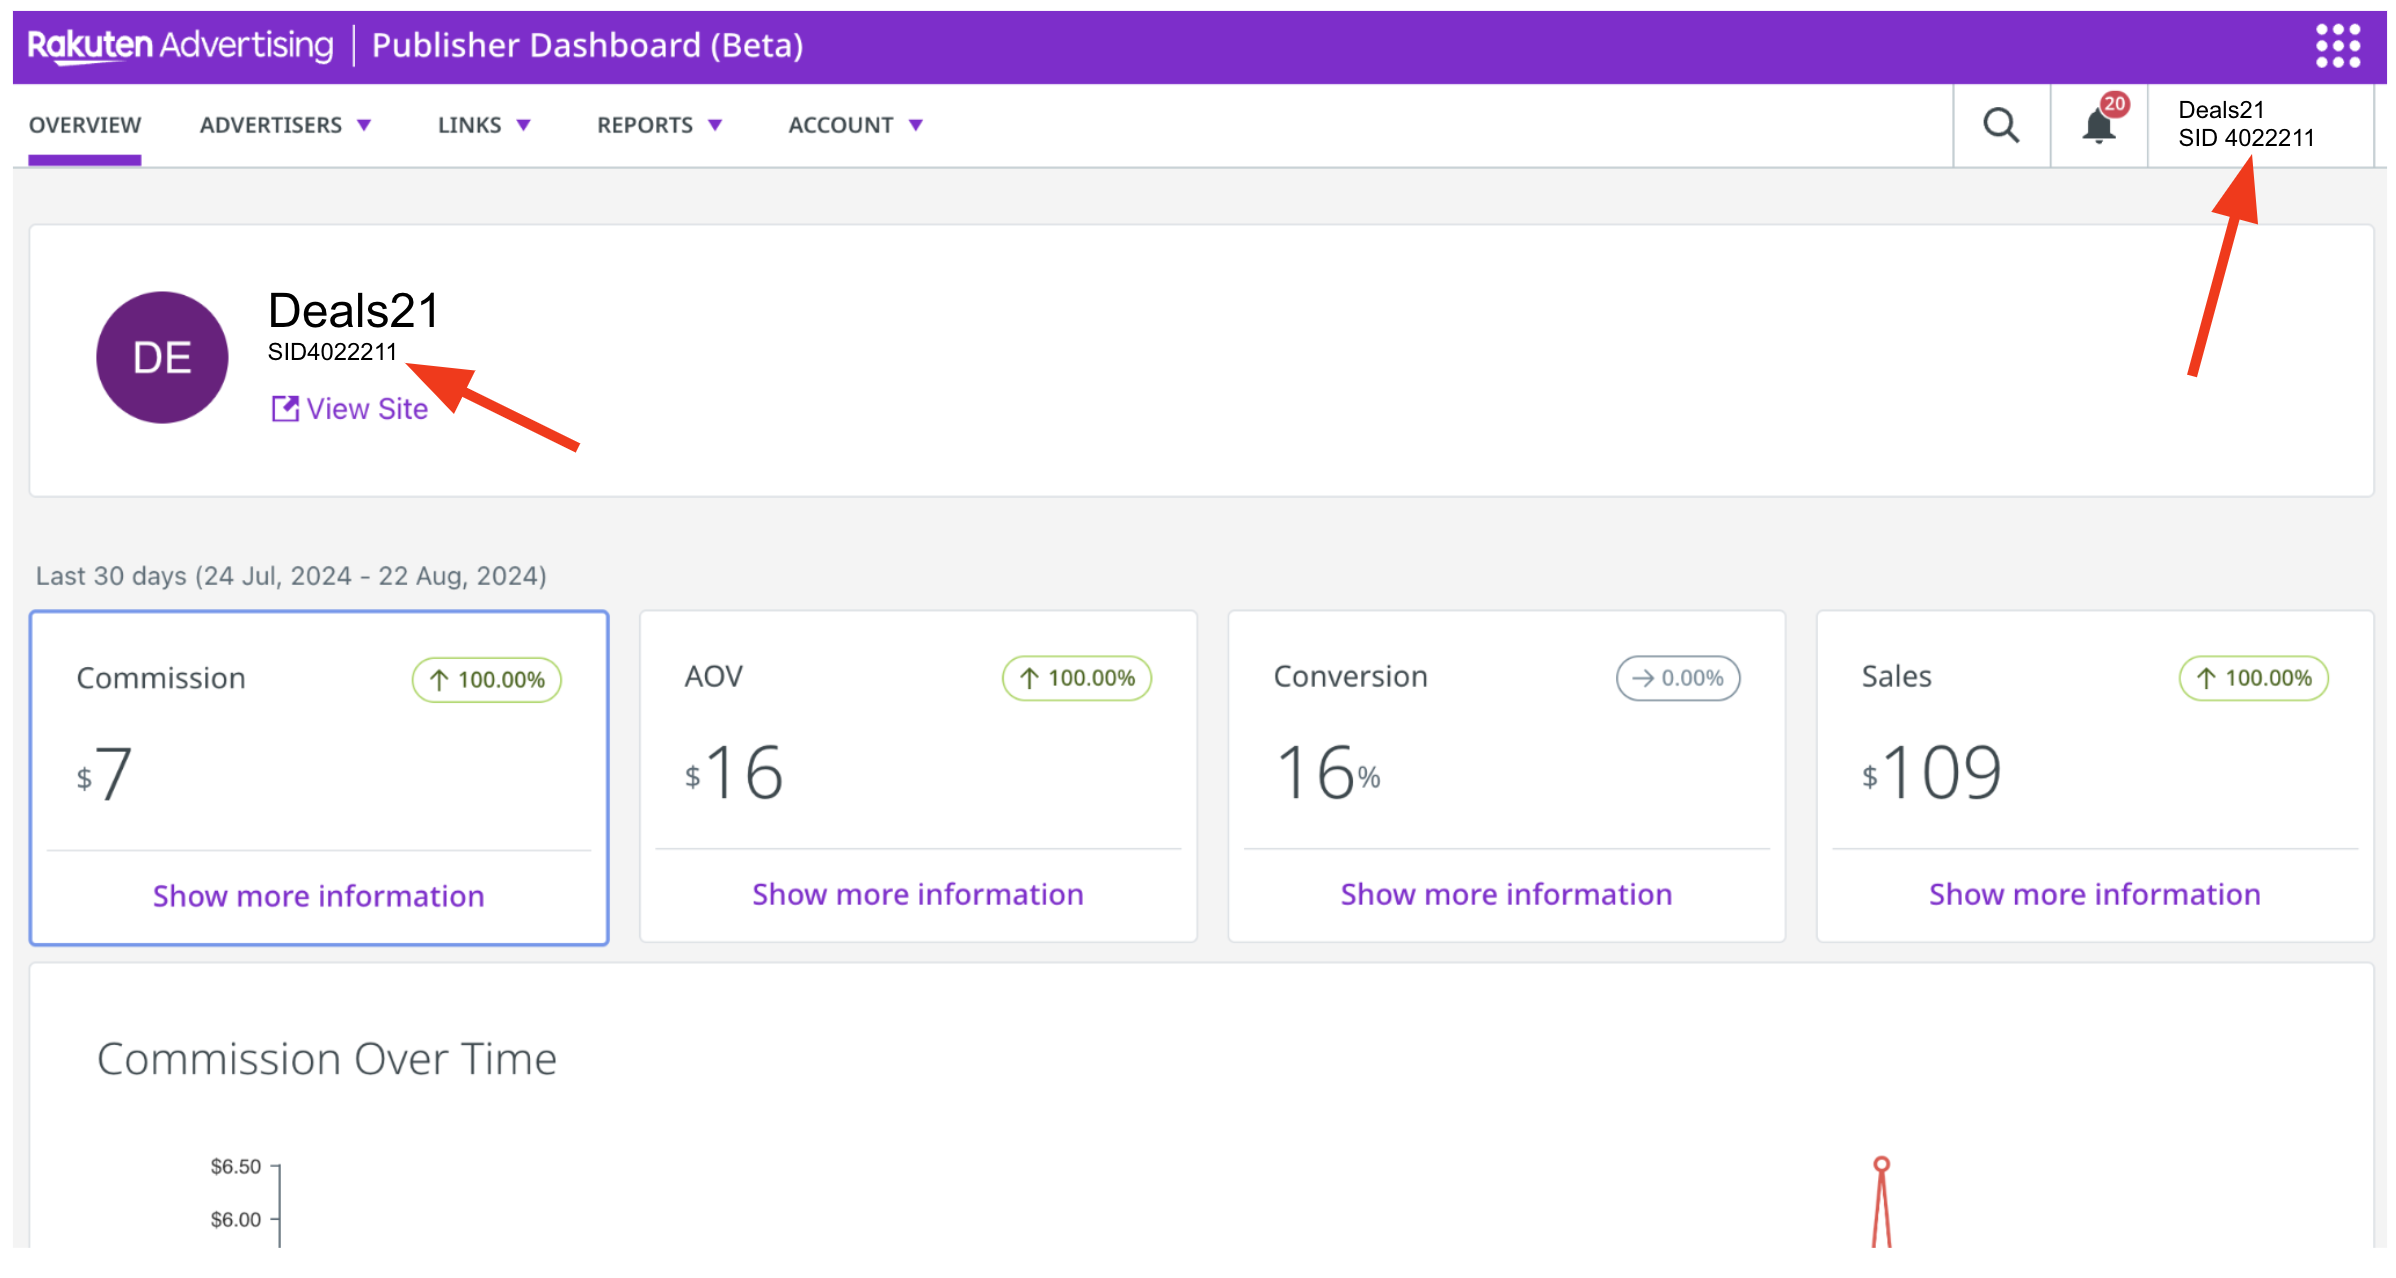 Rakuten Advertising | Publisher Dashboard (Beta)
OVERVIEW ADVERTISERS LINKS REPORTS ACCOUNT
20
Deals21
SID 4022211
DE
Deals21
SID4022211
View Site
Last 30 days (24 Jul, 2024 - 22 Aug, 2024)
Commission ↑ 100.00%
$7
Show more information
AOV ↑ 100.00%
$16
Show more information
Conversion → 0.00%
16%
Show more information
Sales ↑ 100.00%
$109
Show more information
Commission Over Time
$6.50
$6.00